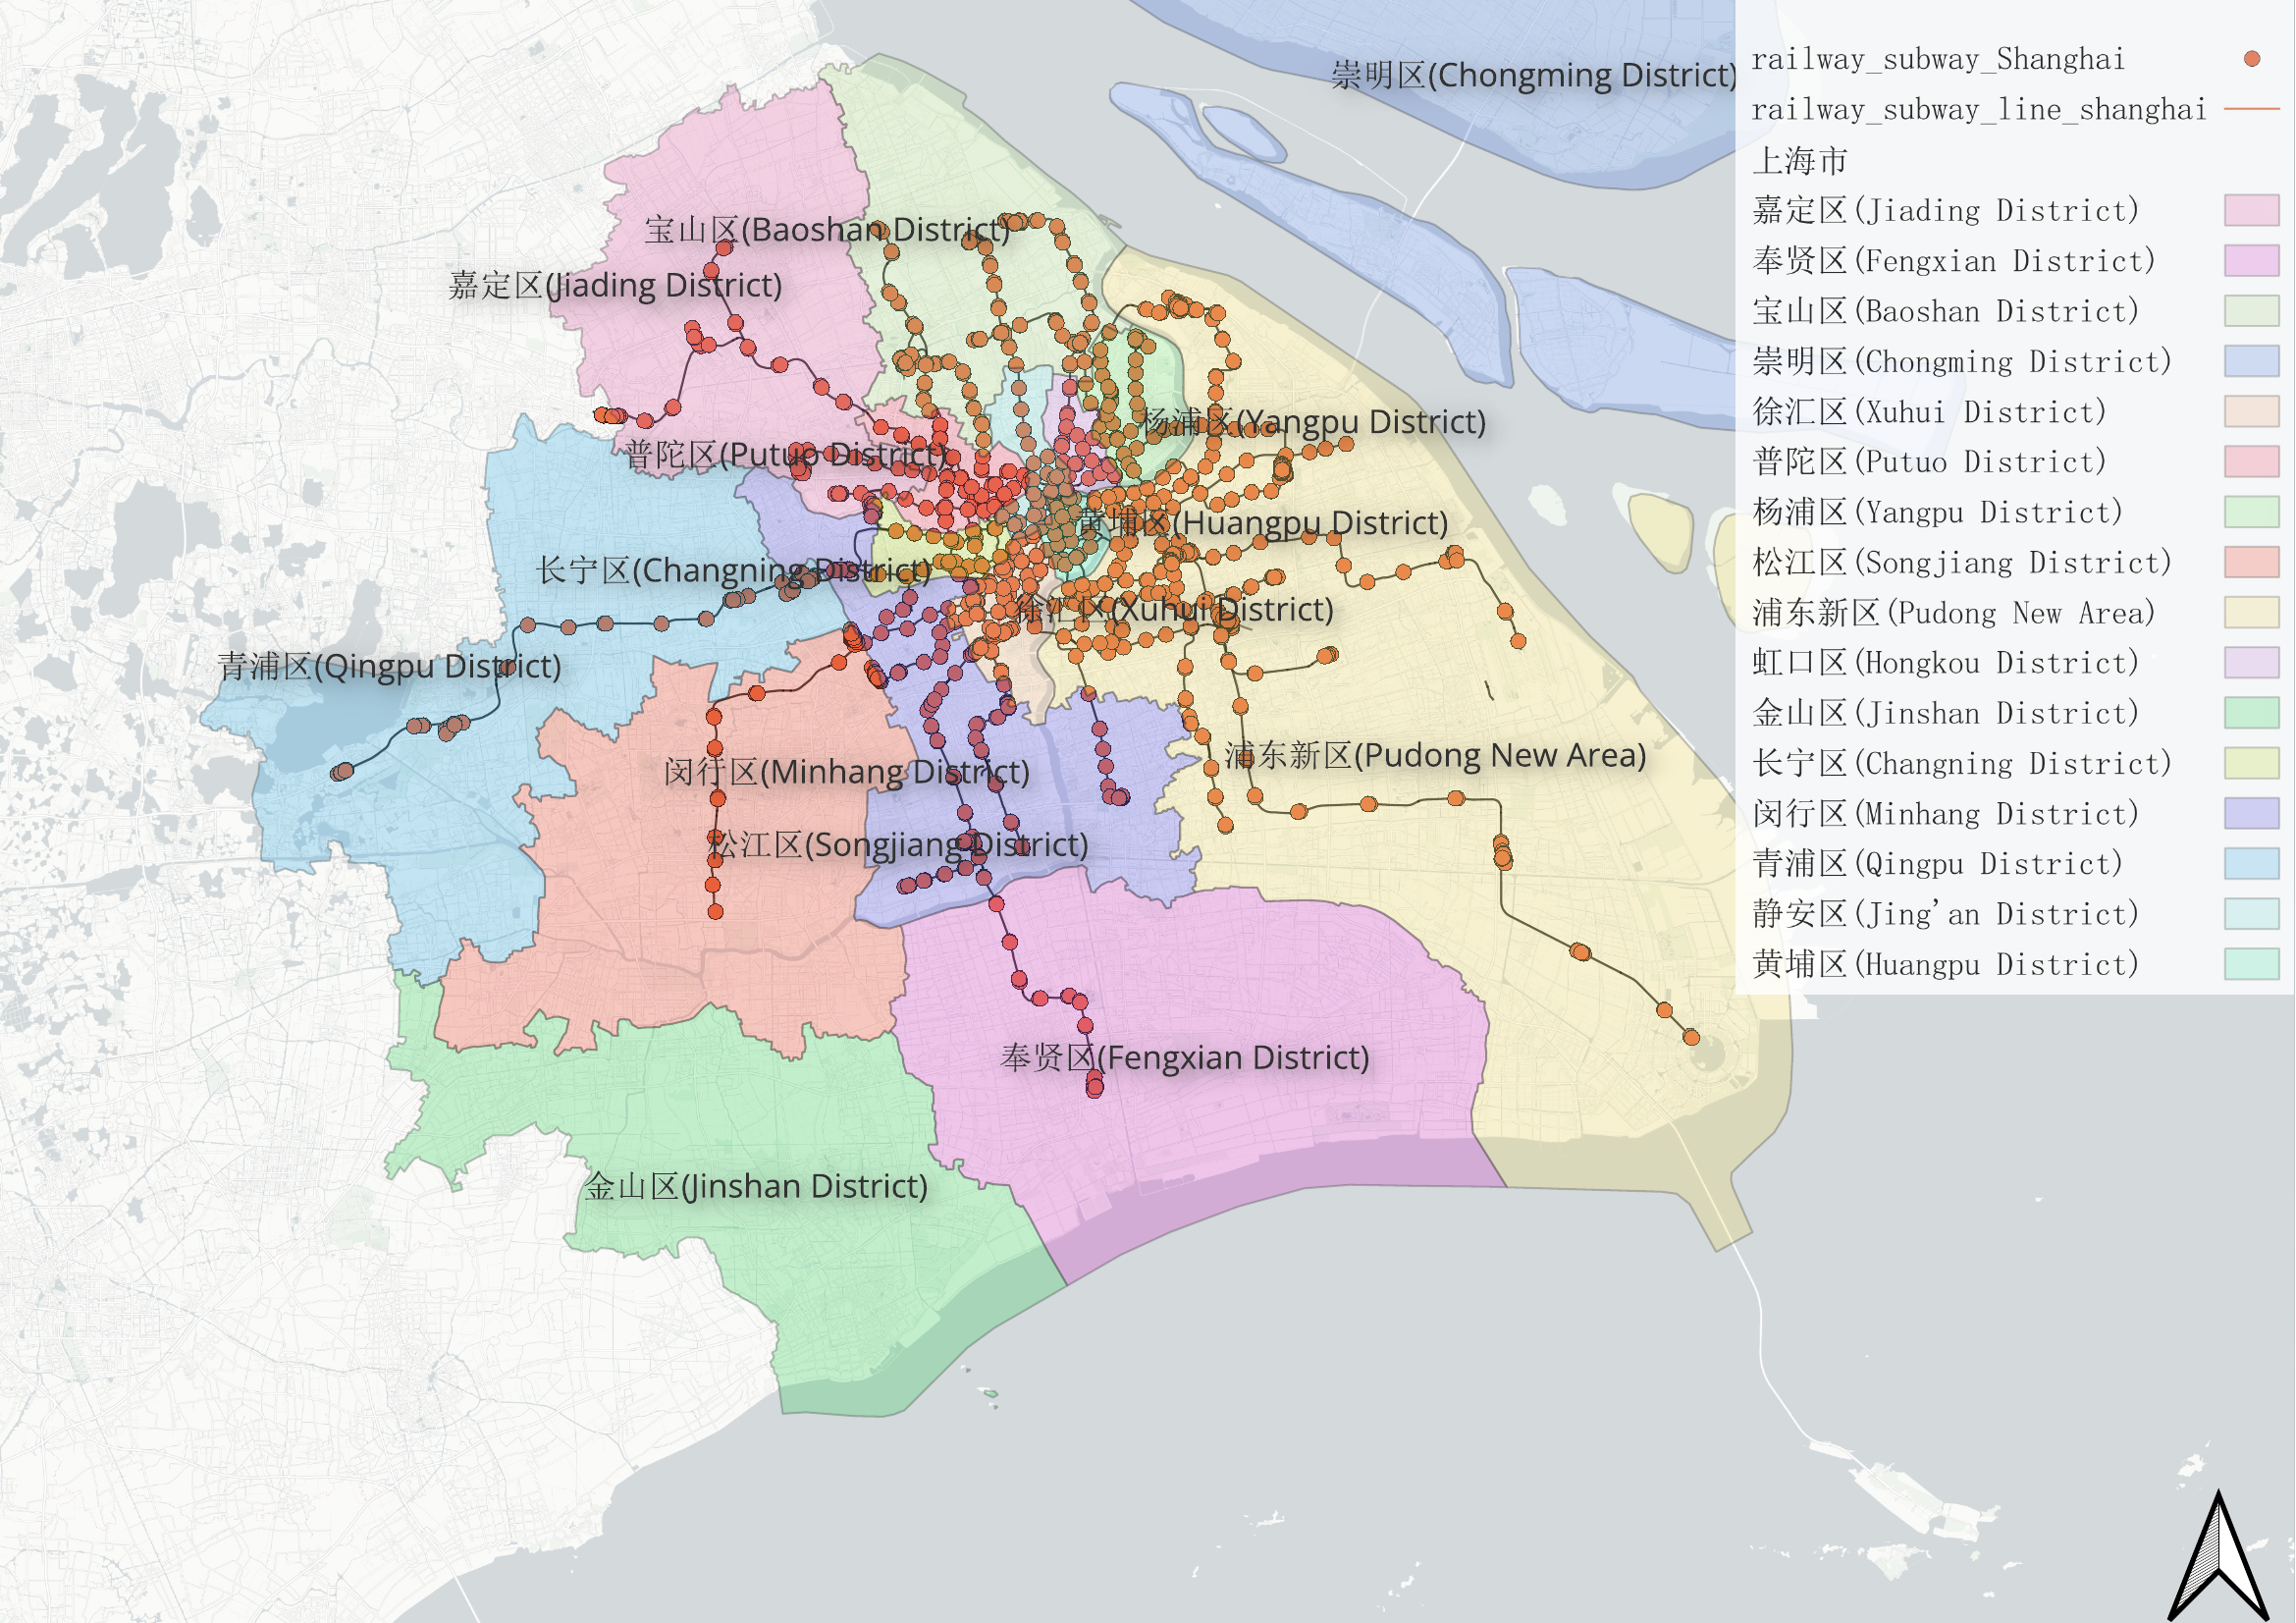 崇明区(Chongming District)
宝山区(Baoshan District)
嘉定区(Jiading District)
杨浦区(Yangpu District)
普陀区(Putuo District)
黄埔区(Huangpu District)
长宁区(Changning District)
徐汇区(Xuhui District)
青浦区(Qingpu District)
浦东新区(Pudong New Area)
闵行区(Minhang District)
松江区(Songjiang District)
奉贤区(Fengxian District)
金山区(Jinshan District)
railway_subway_Shanghai
railway_subway_line_shanghai
上海市
嘉定区(Jiading District)
奉贤区(Fengxian District)
宝山区(Baoshan District)
崇明区(Chongming District)
徐汇区(Xuhui District)
普陀区(Putuo District)
杨浦区(Yangpu District)
松江区(Songjiang District)
浦东新区(Pudong New Area)
虹口区(Hongkou District)
金山区(Jinshan District)
长宁区(Changning District)
闵行区(Minhang District)
青浦区(Qingpu District)
静安区(Jing'an District)
黄埔区(Huangpu District)